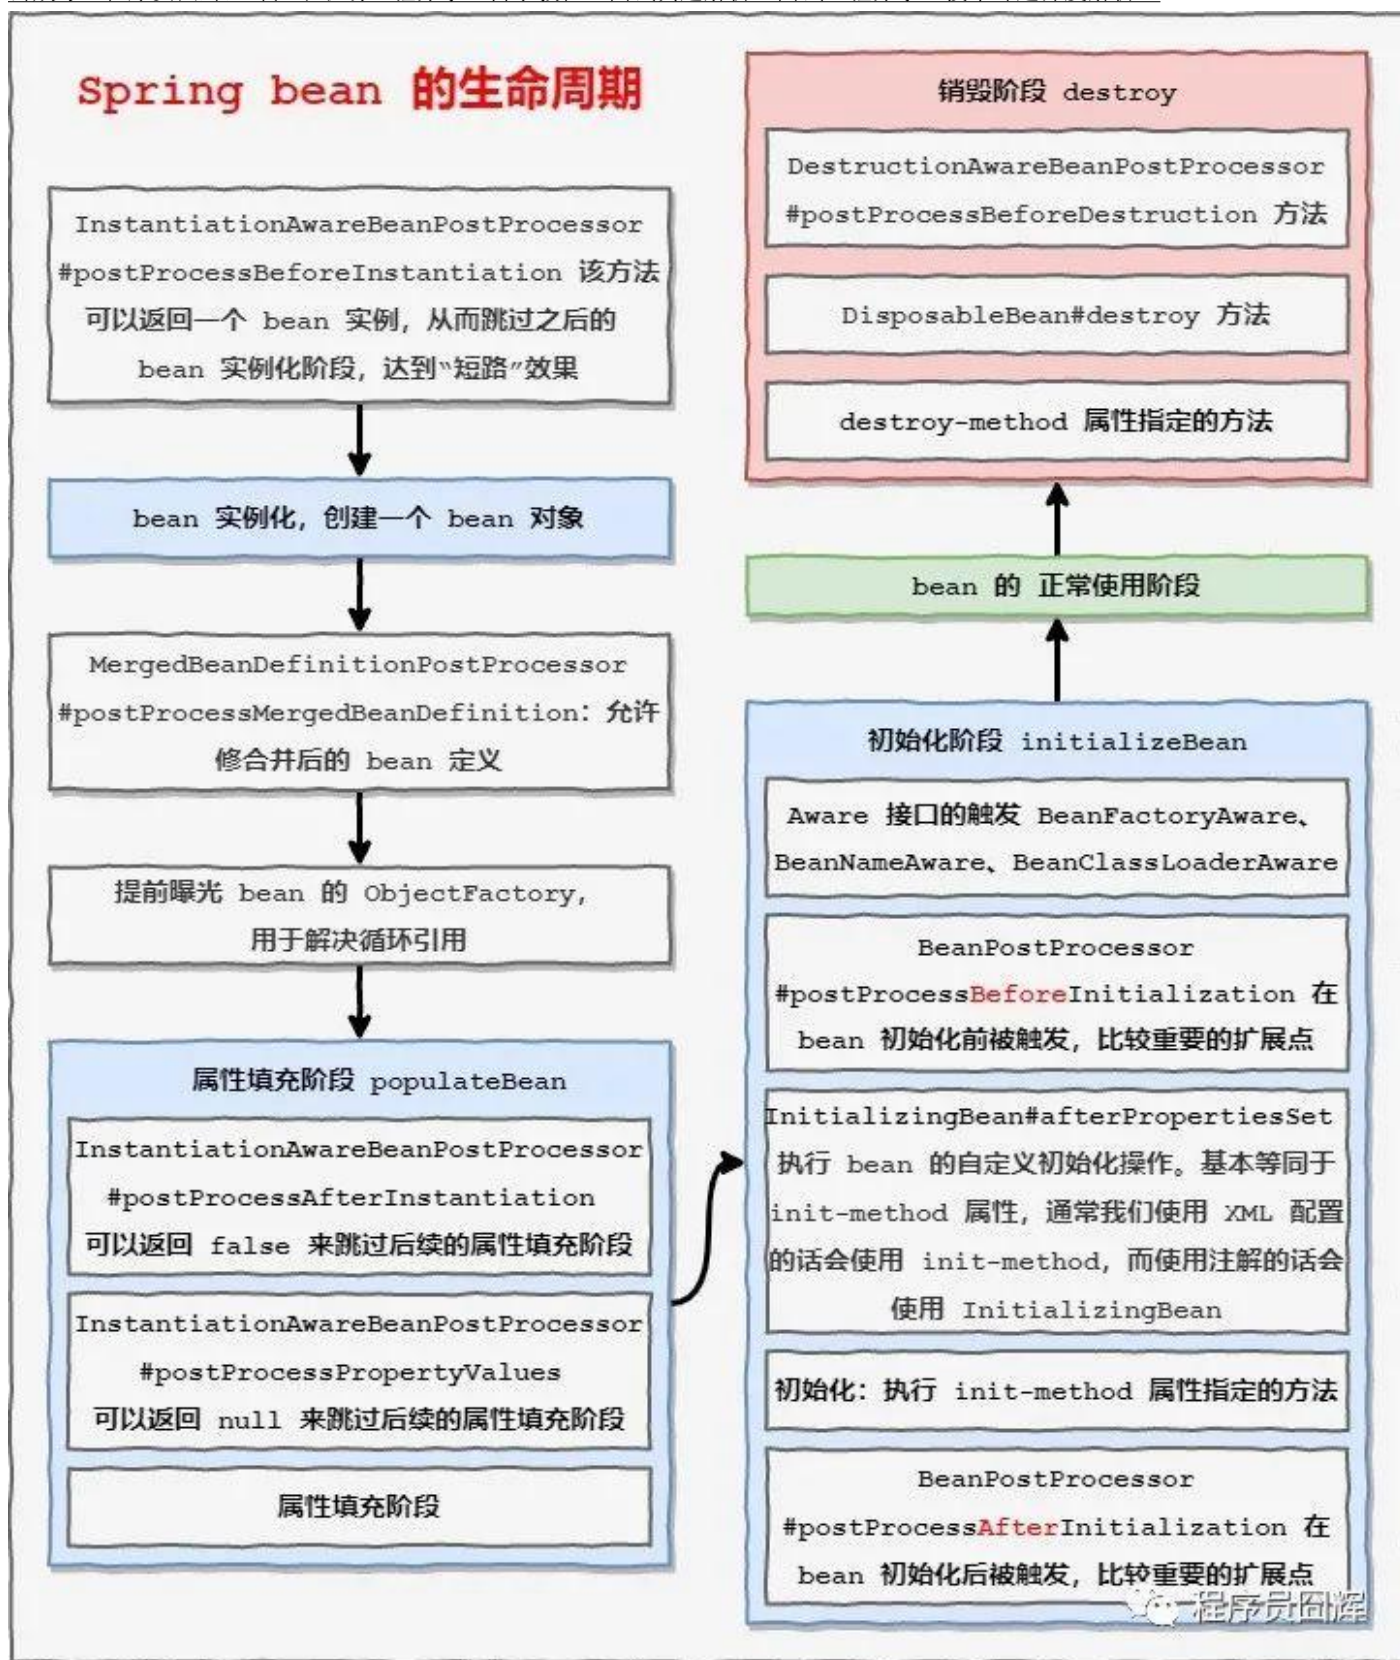 Spring bean 的生命周期
InstantiationAwareBeanPostProcessor
#postProcessBeforeInstantiation 该方法
可以返回一个 bean 实例，从而跳过之后的
bean 实例化阶段，达到“短路”效果
bean 实例化，创建一个 bean 对象
MergedBeanDefinitionPostProcessor
#postProcessMergedBeanDefinition：允许
修合并后的 bean 定义
提前曝光 bean 的 ObjectFactory，
用于解决循环引用
属性填充阶段 populateBean
InstantiationAwareBeanPostProcessor
#postProcessAfterInstantiation
可以返回 false 来跳过后续的属性填充阶段
InstantiationAwareBeanPostProcessor
#postProcessPropertyValues
可以返回 null 来跳过后续的属性填充阶段
属性填充阶段
初始化阶段 initializeBean
Aware 接口的触发 BeanFactoryAware、
BeanNameAware、BeanClassLoaderAware
BeanPostProcessor
#postProcessBeforeInitialization 在
bean 初始化前被触发，比较重要的扩展点
InitializingBean#afterPropertiesSet
执行 bean 的自定义初始化操作。基本等同于
init-method 属性，通常我们使用 XML 配置
的话会使用 init-method，而使用注解的话会
使用 InitializingBean
初始化：执行 init-method 属性指定的方法
BeanPostProcessor
#postProcessAfterInitialization 在
bean 初始化后被触发，比较重要的扩展点
bean 的 正常使用阶段
销毁阶段 destroy
DestructionAwareBeanPostProcessor
#postProcessBeforeDestruction 方法
DisposableBean#destroy 方法
destroy-method 属性指定的方法
程序员囧辉